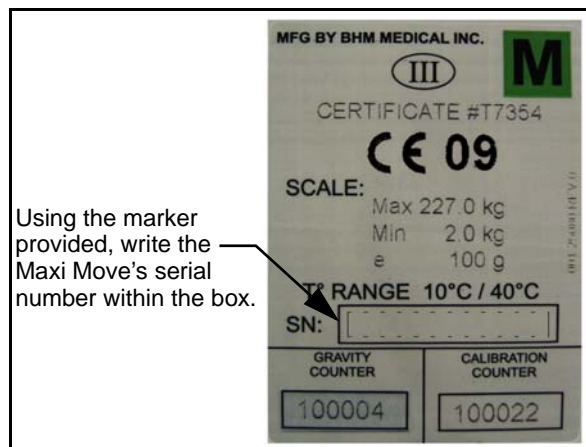 MFG BY BHM MEDICAL INC.
III
M
CERTIFICATE #T7354
CE 09
SCALE:
Max 227.0 kg
Min 2.0 kg
e 100 g
T° RANGE 10°C / 40°C
SN:
GRAVITY COUNTER
CALIBRATION COUNTER
100004
100022
Using the marker
provided, write the
Maxi Move's serial
number within the box.